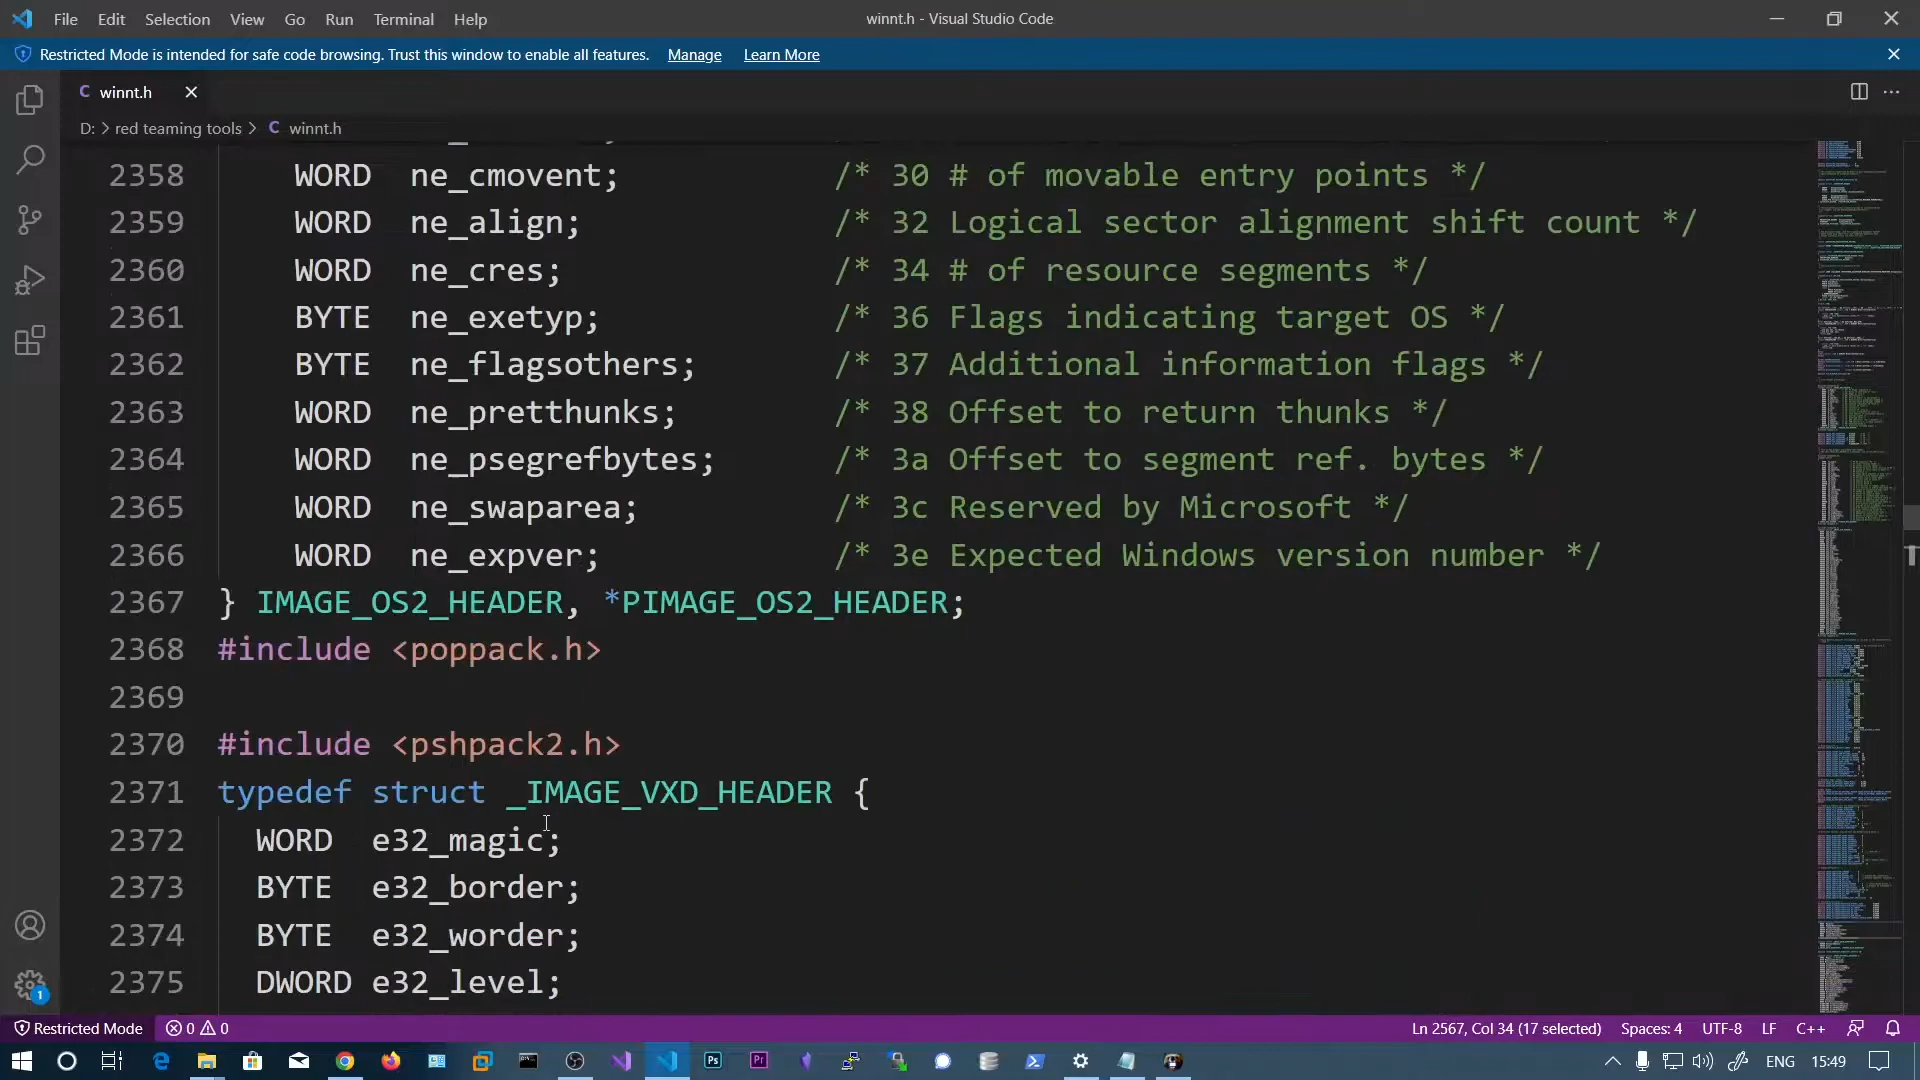 File Edit Selection View Go Run Terminal Help
winnt.h - Visual Studio Code
Restricted Mode is intended for safe code browsing. Trust this window to enable all features. Manage Learn More
C winnt.h
D: > red teaming tools > C winnt.h
2358 WORD ne_cmovent; /* 30 # of movable entry points */
2359 WORD ne_align; /* 32 Logical sector alignment shift count */
2360 WORD ne_cres; /* 34 # of resource segments */
2361 BYTE ne_exetyp; /* 36 Flags indicating target OS */
2362 BYTE ne_flagsothers; /* 37 Additional information flags */
2363 WORD ne_pretthunks; /* 38 Offset to return thunks */
2364 WORD ne_psegrefbytes; /* 3a Offset to segment ref. bytes */
2365 WORD ne_swaparea; /* 3c Reserved by Microsoft */
2366 WORD ne_expver; /* 3e Expected Windows version number */
2367 } IMAGE_OS2_HEADER, *PIMAGE_OS2_HEADER;
2368 #include <poppack.h>
2369
2370 #include <pshpack2.h>
2371 typedef struct _IMAGE_VXD_HEADER {
2372 WORD e32_magic;
2373 BYTE e32_border;
2374 BYTE e32_worder;
2375 DWORD e32_level;
1
Restricted Mode 0 0
Ln 2567, Col 34 (17 selected) Spaces: 4 UTF-8 LF C++
Ps Pr
ENG 15:49